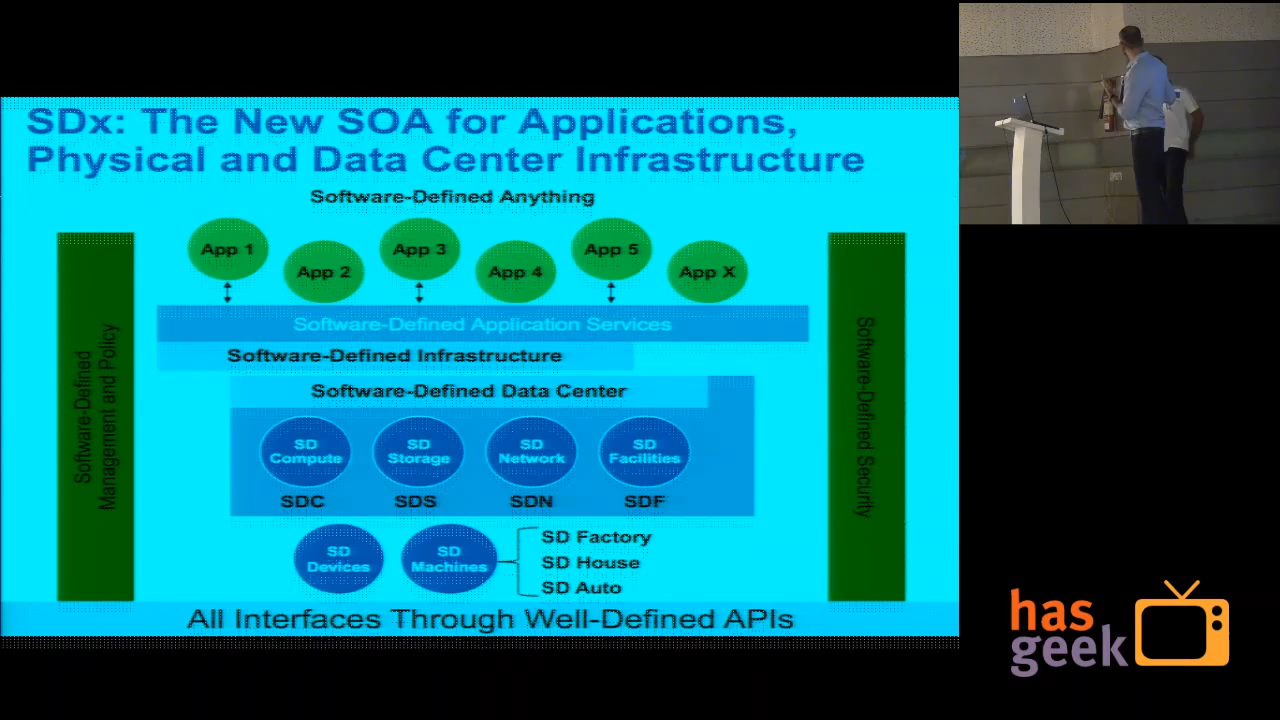 SDx: The New SOA for Applications,
Physical and Data Center Infrastructure
Software-Defined Anything
App 1
App 2
App 3
App 4
App 5
App X
Software-Defined Application Services
Software-Defined Infrastructure
Software-Defined Data Center
SD
Compute
SD
Storage
SD
Network
SD
Facilities
SDC
SDS
SDN
SDF
SD
Devices
SD
Machines
SD Factory
SD House
SD Auto
Software-Defined
Management and Policy
Software-Defined Security
All Interfaces Through Well-Defined APIs
has
geek